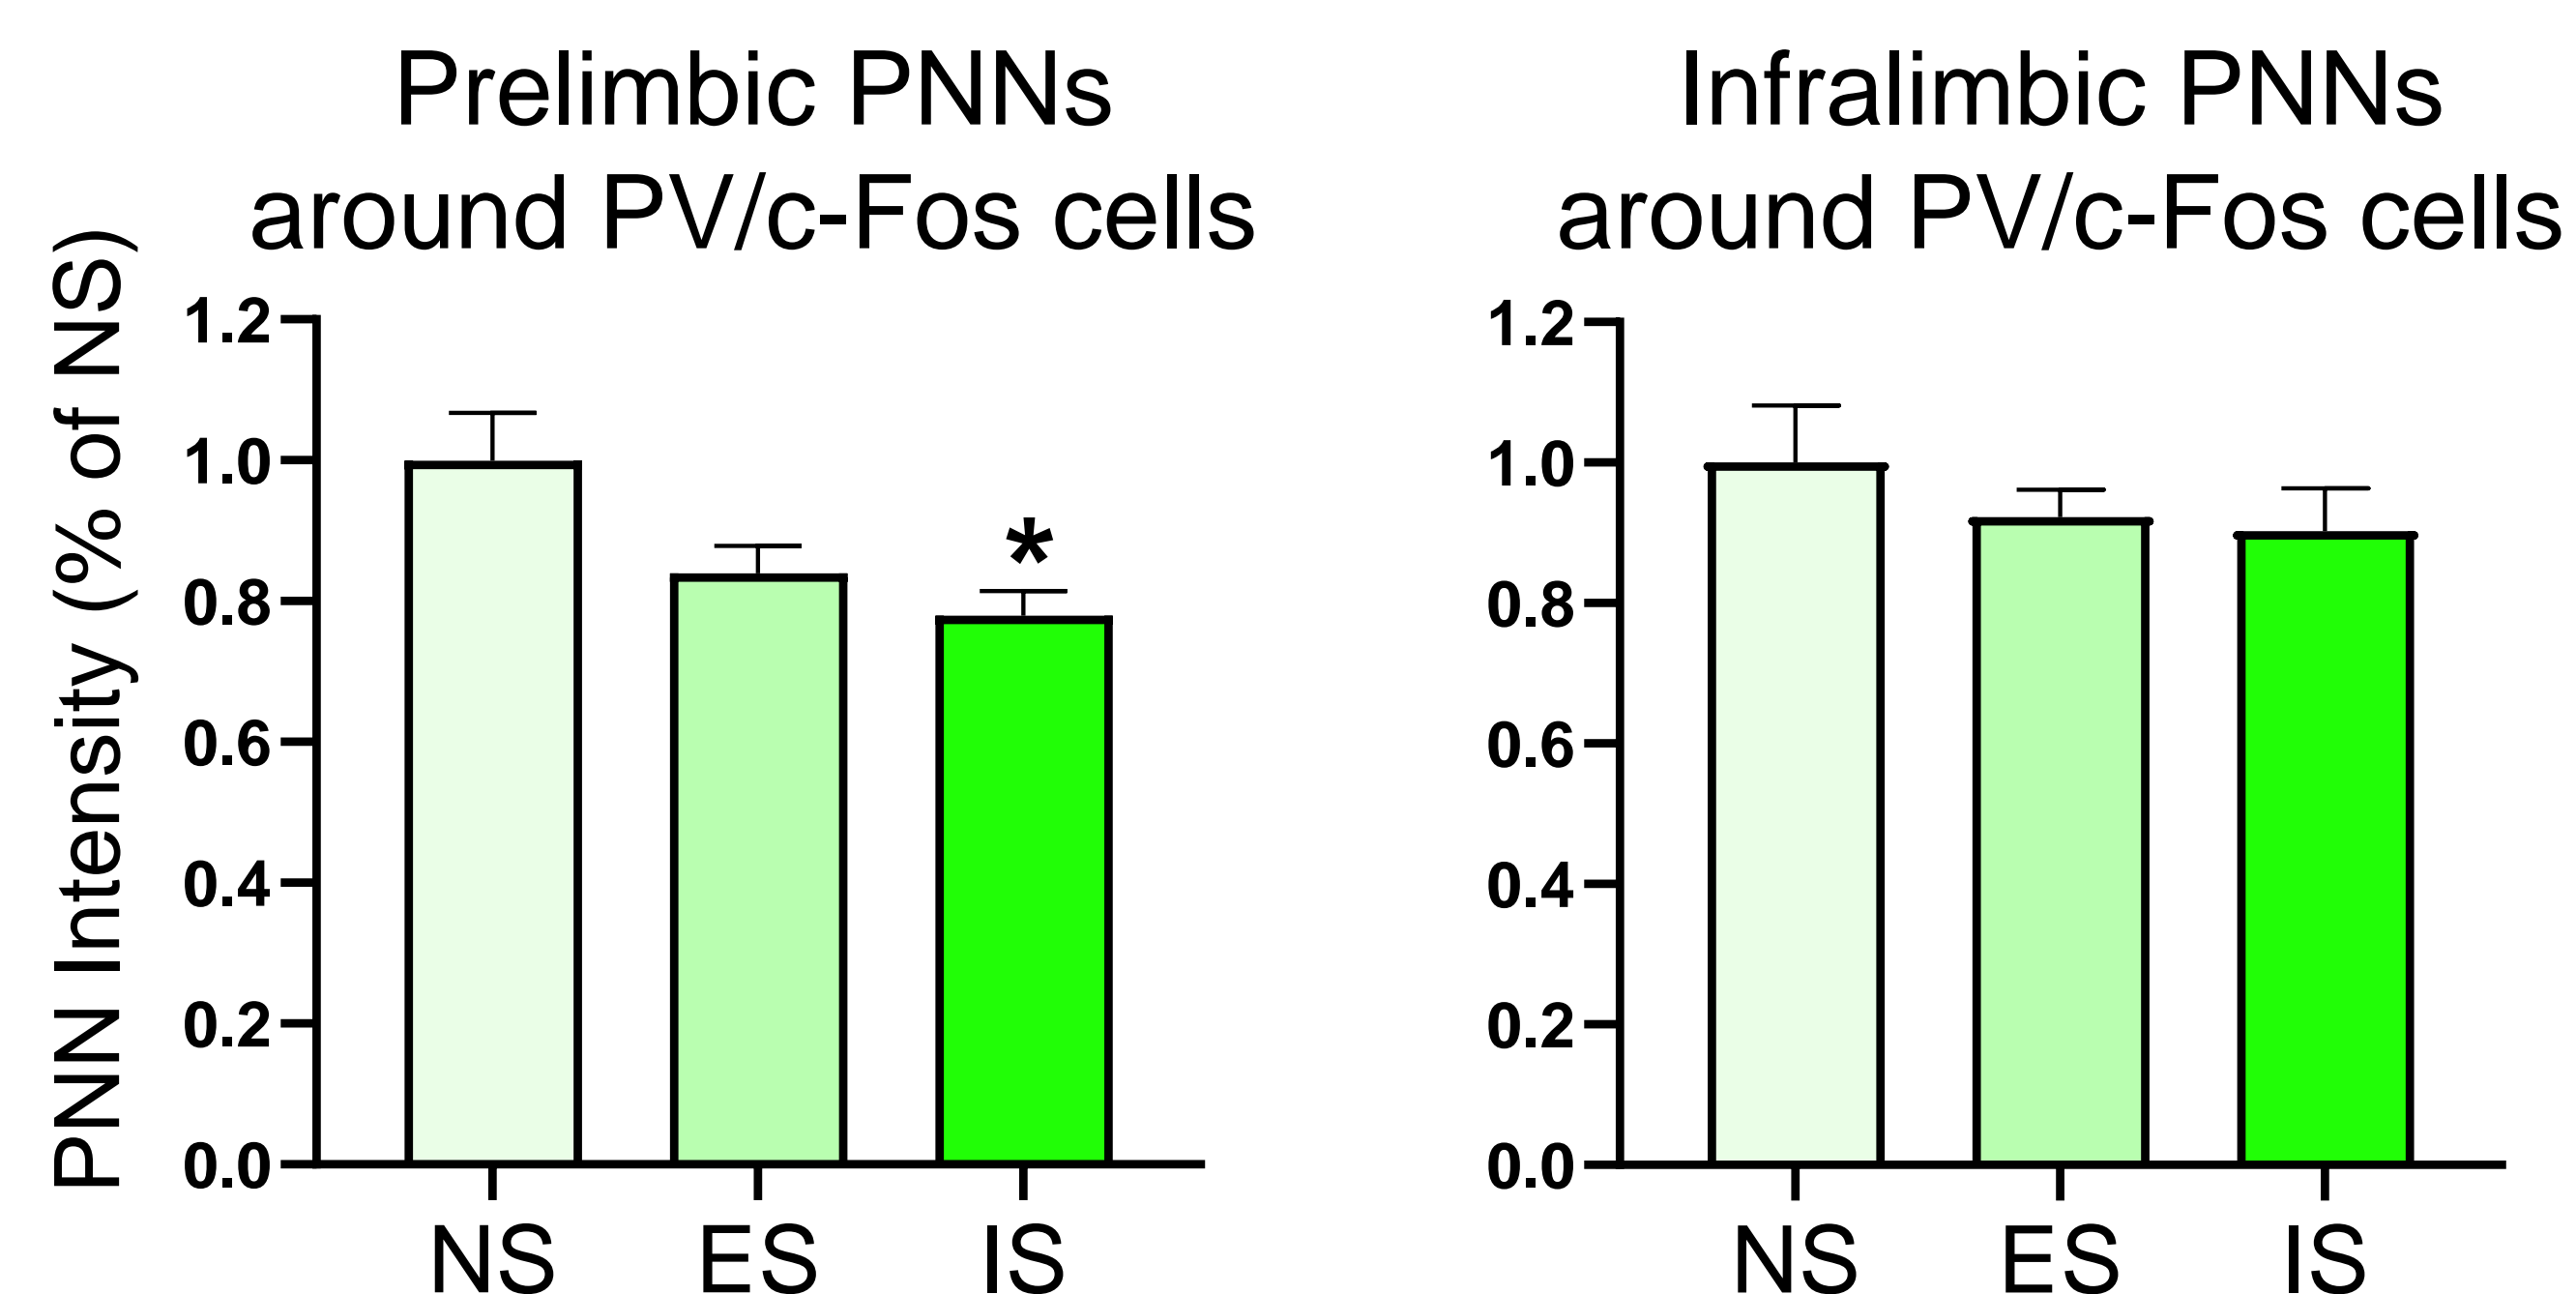 Prelimbic PNNs
around PV/c-Fos cells
PNN Intensity (% of NS)
1.2
1.0
0.8
0.6
0.4
0.2
0.0
NS ES IS
*
Infralimbic PNNs
around PV/c-Fos cells
1.2
1.0
0.8
0.6
0.4
0.2
0.0
NS ES IS